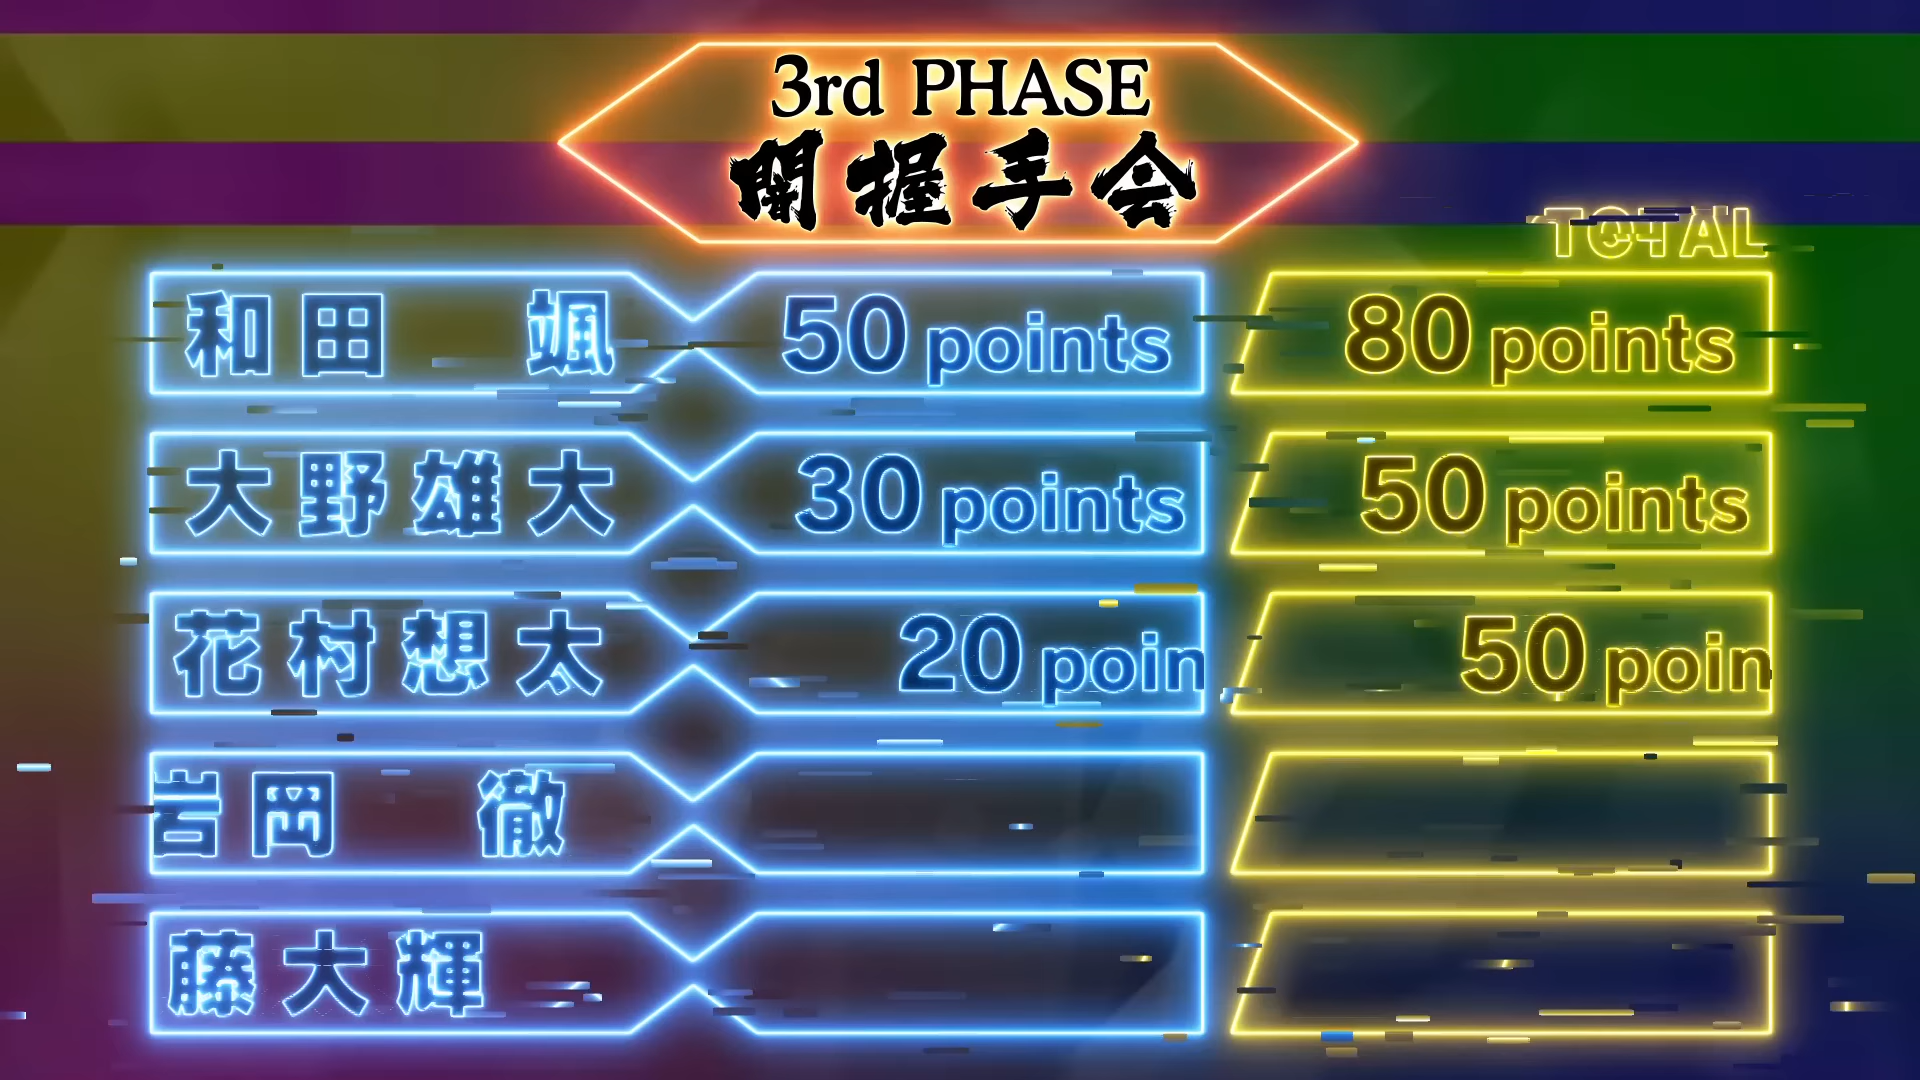 3rd PHASE
闇握手会
TOTAL
和田 颯 50 points 80 points
大野雄大 30 points 50 points
花村想太 20 poin 50 poin
岩岡 徹
藤大輝